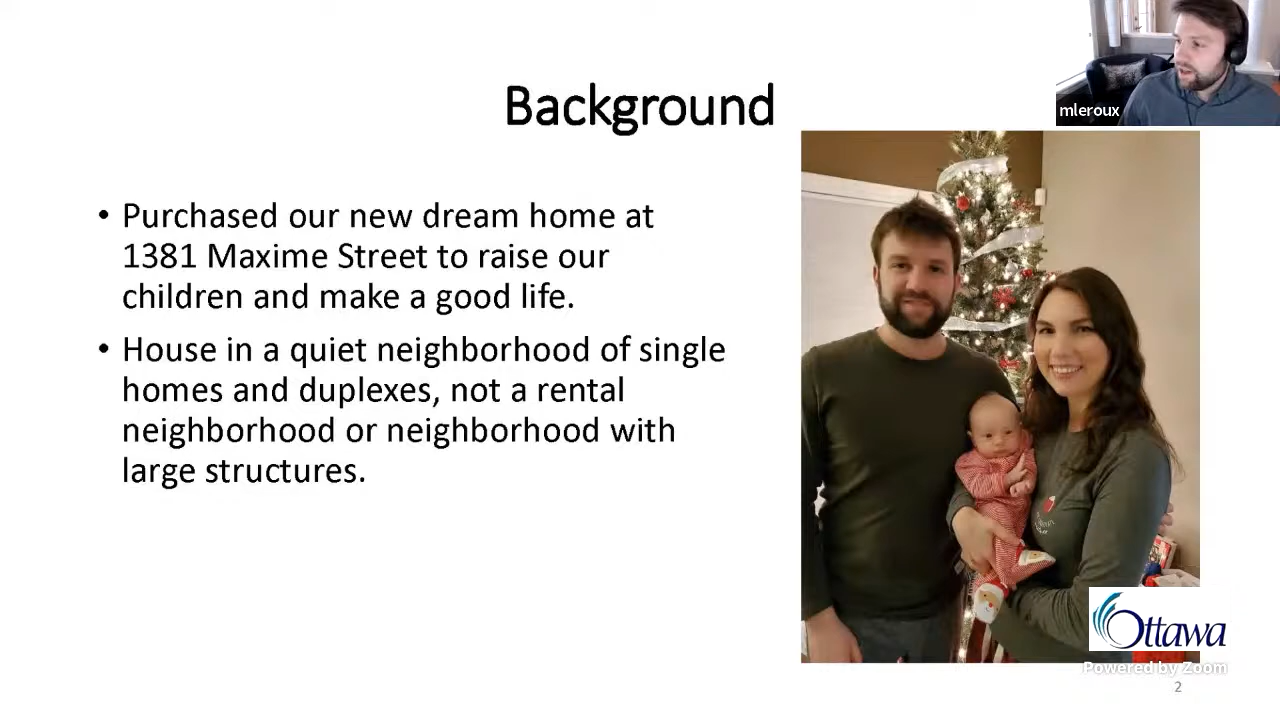 mleroux
Background
• Purchased our new dream home at
1381 Maxime Street to raise our
children and make a good life.
• House in a quiet neighborhood of single
homes and duplexes, not a rental
neighborhood or neighborhood with
large structures.
Ottawa
Powered by Zoom
2